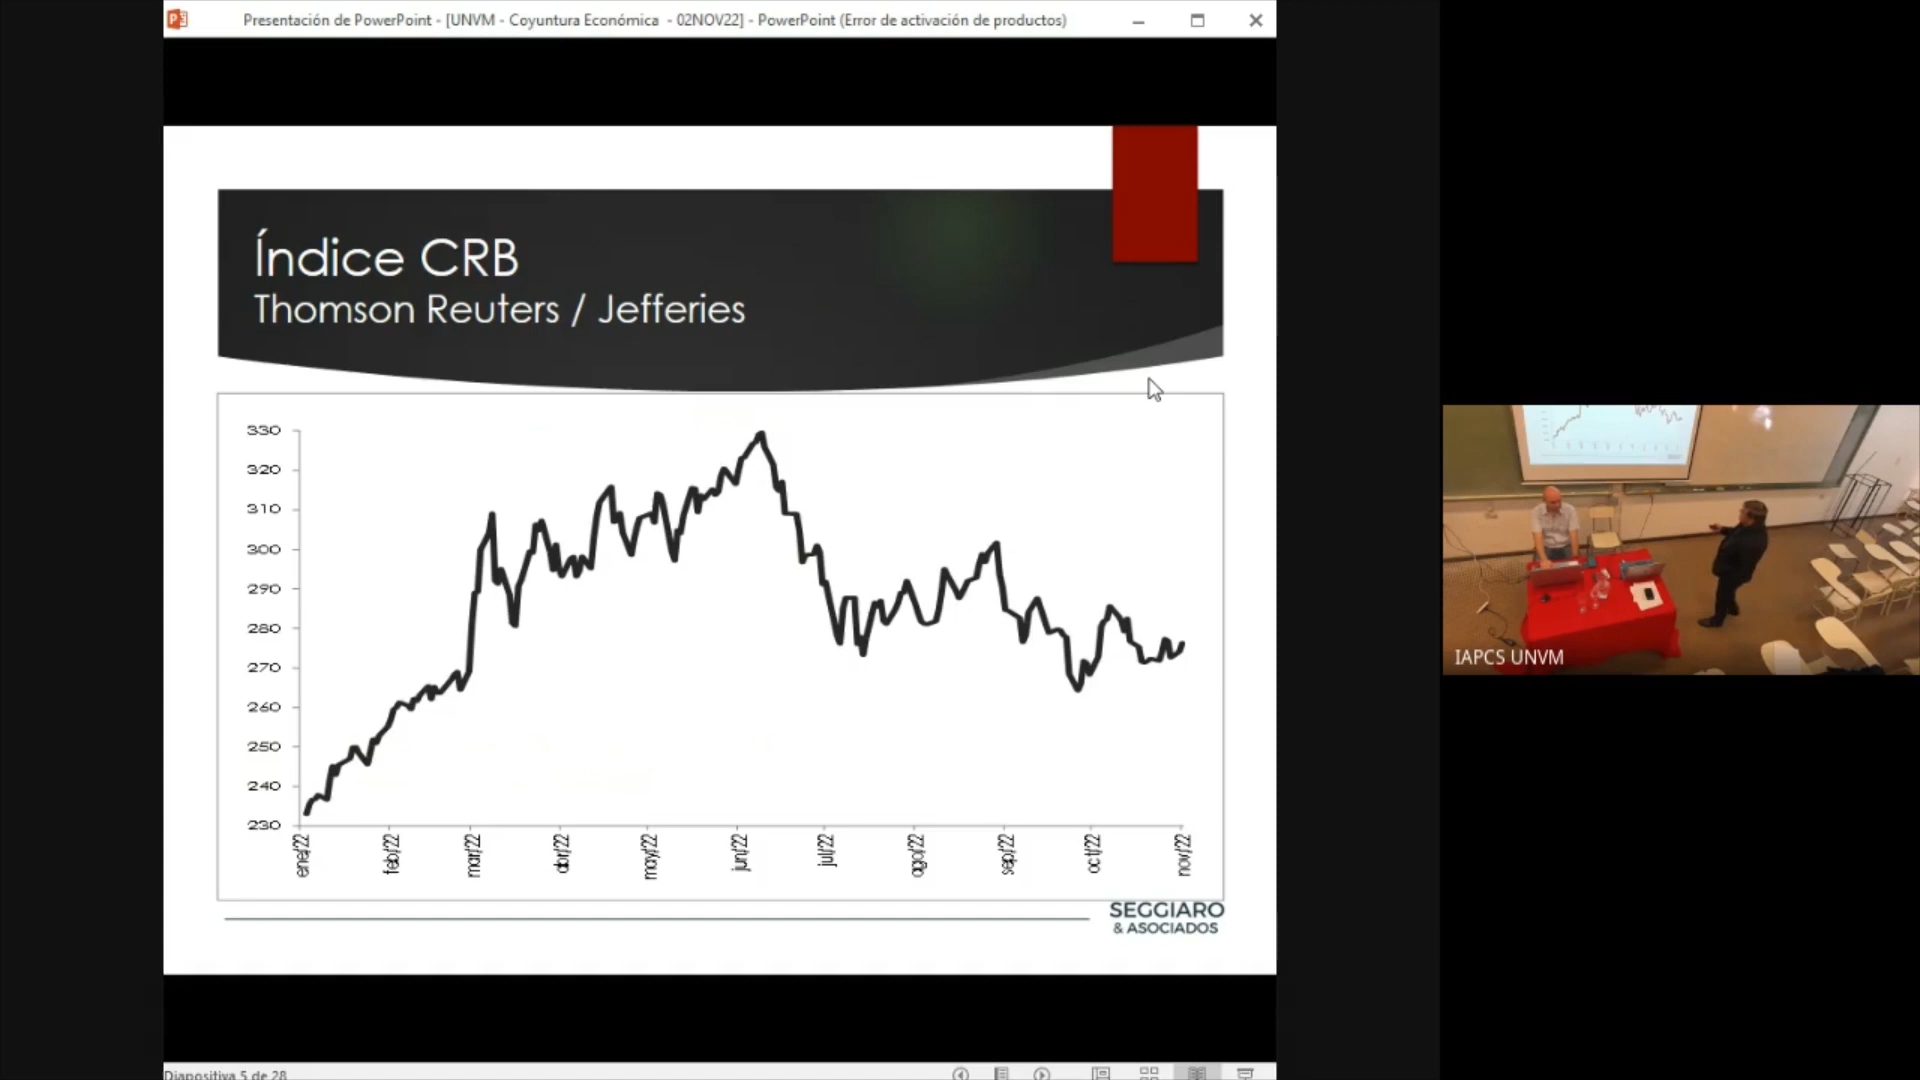 Presentación de PowerPoint - [UNVM - Coyuntura Económica - 02NOV22] - PowerPoint (Error de activación de productos)
Índice CRB
Thomson Reuters / Jefferies
330
320
310
300
290
280
270
260
250
240
230
ene/22
feb/22
mar/22
abr/22
may/22
jun/22
jul/22
ago/22
sep/22
oct/22
nov/22
SEGGIARO
& ASOCIADOS
IAPCS UNVM
Diapositiva 5 de 28